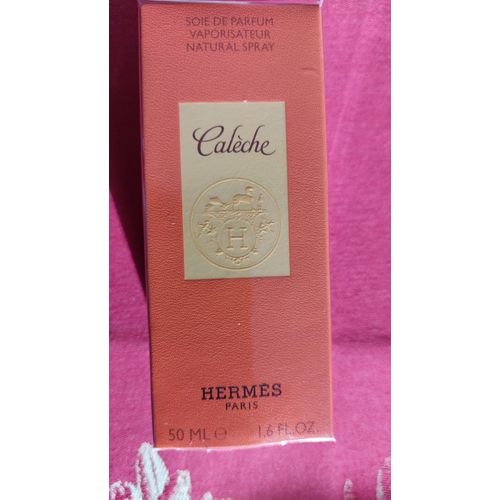 SOIE DE PARFUM
VAPORISATEUR
NATURAL SPRAY
Calèche
H
HERMÈS
PARIS
50 ML ℮ 1.6 FL.OZ.